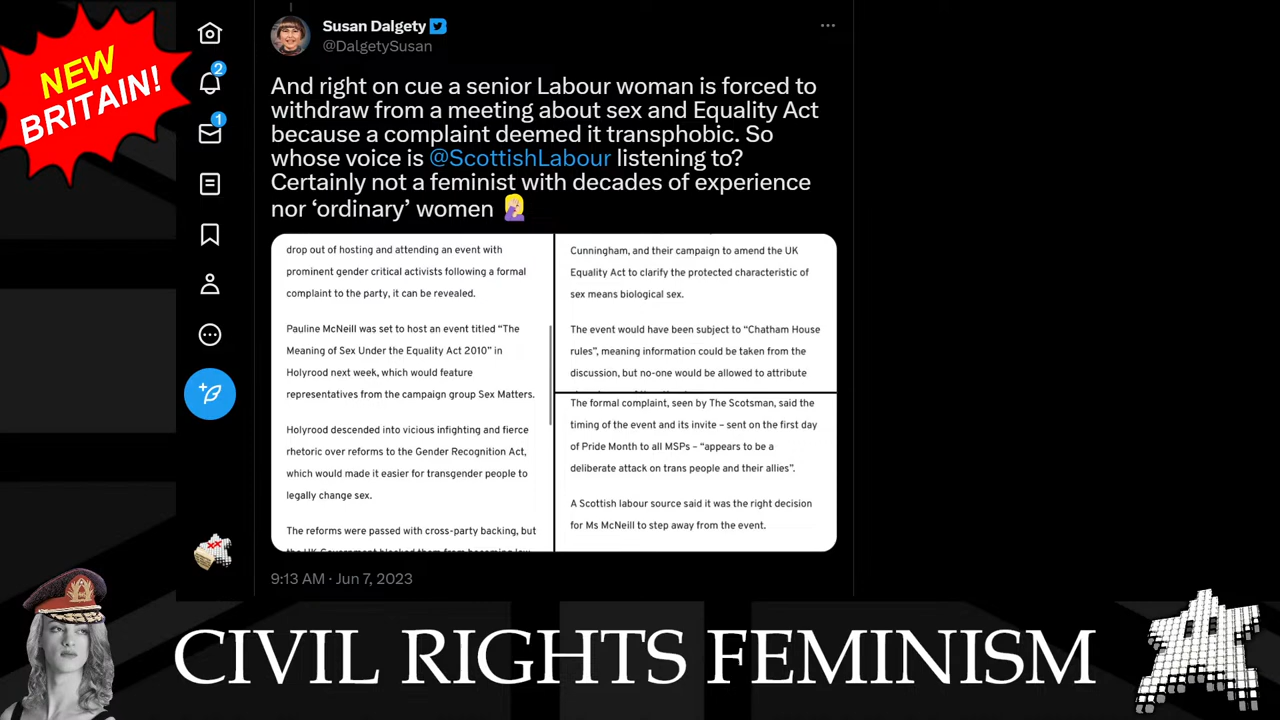 NEW
BRITAIN!
2
1
Susan Dalgety
@DalgetySusan
And right on cue a senior Labour woman is forced to
withdraw from a meeting about sex and Equality Act
because a complaint deemed it transphobic. So
whose voice is @ScottishLabour listening to?
Certainly not a feminist with decades of experience
nor ‘ordinary’ women
drop out of hosting and attending an event with
prominent gender critical activists following a formal
complaint to the party, it can be revealed.
Pauline McNeill was set to host an event titled “The
Meaning of Sex Under the Equality Act 2010” in
Holyrood next week, which would feature
representatives from the campaign group Sex Matters.
Holyrood descended into vicious infighting and fierce
rhetoric over reforms to the Gender Recognition Act,
which would made it easier for transgender people to
legally change sex.
The reforms were passed with cross-party backing, but
the UK Government blocked them from becoming law
Cunningham, and their campaign to amend the UK
Equality Act to clarify the protected characteristic of
sex means biological sex.
The event would have been subject to “Chatham House
rules”, meaning information could be taken from the
discussion, but no-one would be allowed to attribute
The formal complaint, seen by The Scotsman, said the
timing of the event and its invite – sent on the first day
of Pride Month to all MSPs – “appears to be a
deliberate attack on trans people and their allies”.
A Scottish labour source said it was the right decision
for Ms McNeill to step away from the event.
9:13 AM · Jun 7, 2023
CIVIL RIGHTS FEMINISM